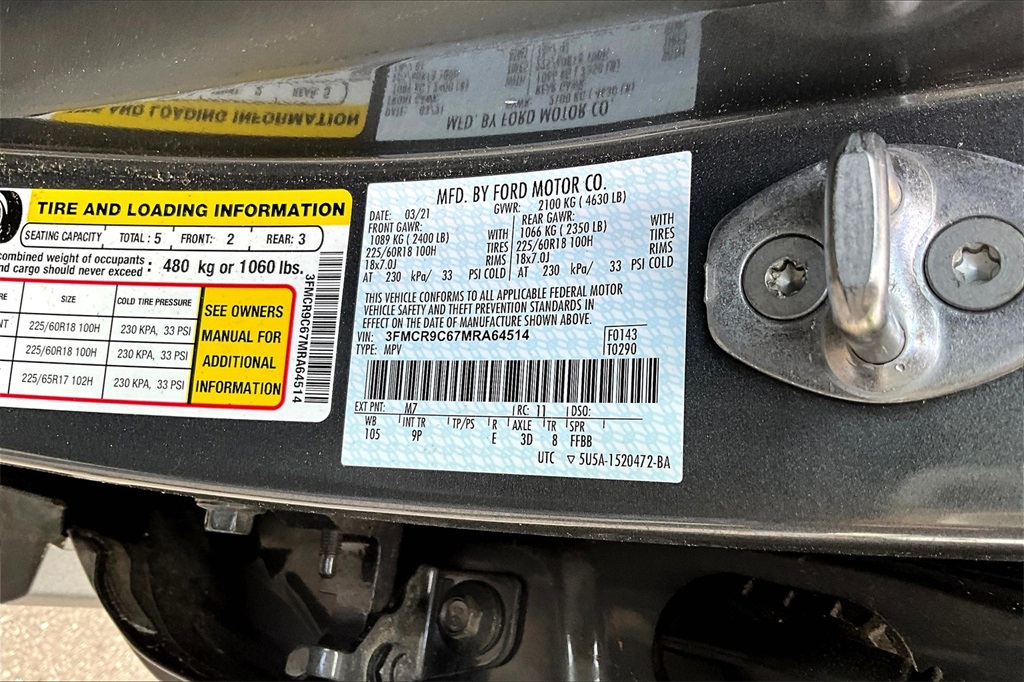 TIRE AND LOADING INFORMATION
SEATING CAPACITY TOTAL: 5 FRONT: 2 REAR: 3
combined weight of occupants
and cargo should never exceed : 480 kg or 1060 lbs.
SIZE COLD TIRE PRESSURE
225/60R18 100H 230 KPA, 33 PSI
225/60R18 100H 230 KPA, 33 PSI
225/65R17 102H 230 KPA, 33 PSI
SEE OWNERS
MANUAL FOR
ADDITIONAL
INFORMATION
3FMCR9C67MRA64514
MFD. BY FORD MOTOR CO.
DATE: 03/21 GVWR: 2100 KG ( 4630 LB)
FRONT GAWR: REAR GAWR:
1089 KG ( 2400 LB) WITH 1066 KG ( 2350 LB) WITH
225/60R18 100H TIRES 225/60R18 100H TIRES
18x7.0J RIMS 18x7.0J RIMS
AT 230 kPa/ 33 PSI COLD AT 230 kPa/ 33 PSI COLD
THIS VEHICLE CONFORMS TO ALL APPLICABLE FEDERAL MOTOR
VEHICLE SAFETY AND THEFT PREVENTION STANDARDS IN
EFFECT ON THE DATE OF MANUFACTURE SHOWN ABOVE.
VIN: 3FMCR9C67MRA64514 F0143
TYPE: MPV T0290
EXT PNT: M7 RC: 11 DSO:
WB INT TR TP/PS R AXLE TR SPR
105 9P E 3D 8 FFBB
UTC ▽ 5U5A-1520472-BA